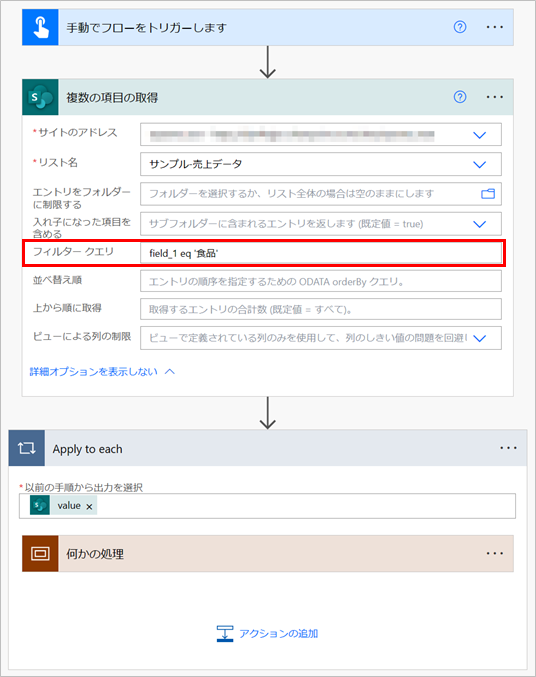 手動でフローをトリガーします
複数の項目の取得
*サイトのアドレス
*リスト名 サンプル-売上データ
エントリをフォルダーに制限する フォルダーを選択するか、リスト全体の場合は空のままにします
入れ子になった項目を含める サブフォルダーに含まれるエントリを返します (既定値 = true)
フィルター クエリ field_1 eq '食品'
並べ替え順 エントリの順序を指定するための ODATA orderBy クエリ。
上から順に取得 取得するエントリの合計数 (既定値 = すべて)。
ビューによる列の制限 ビューで定義されている列のみを使用して、列のしきい値の問題を回避し
詳細オプションを表示しない
Apply to each
*以前の手順から出力を選択
value
何かの処理
アクションの追加